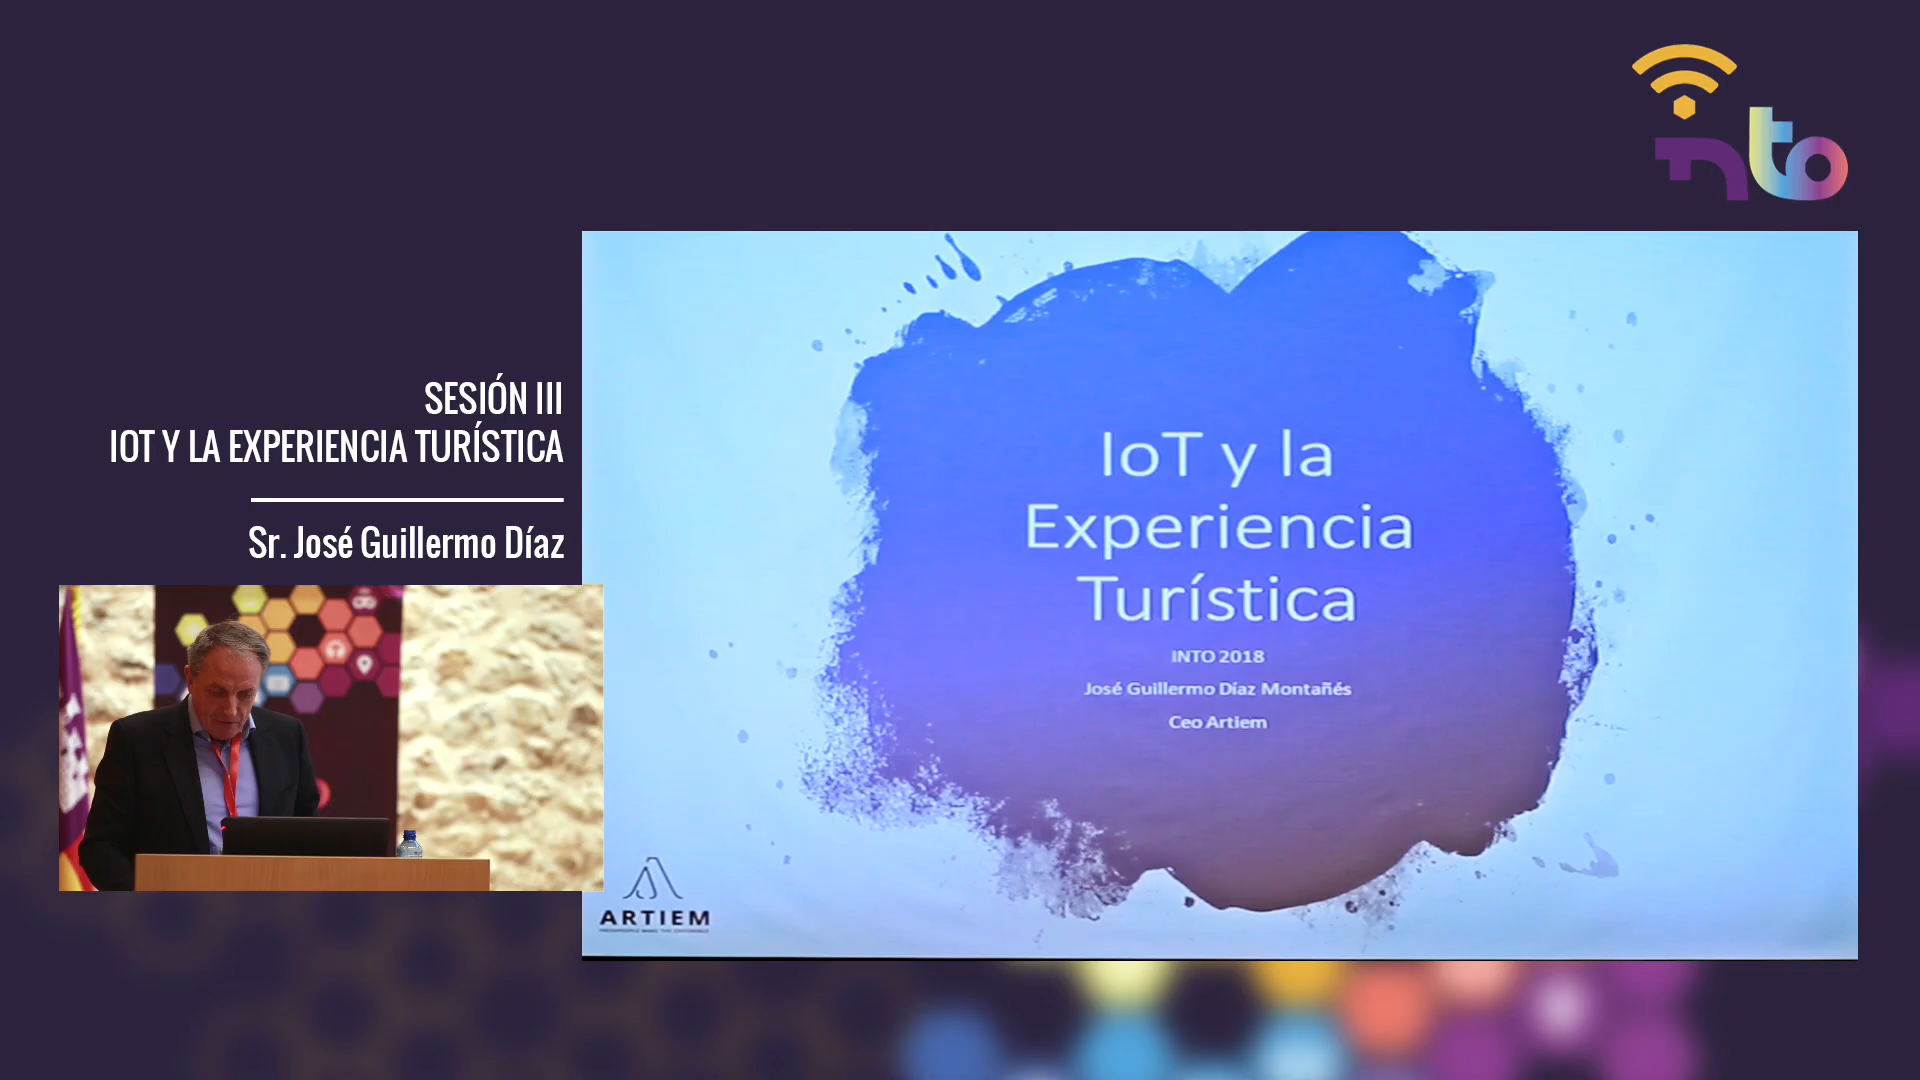 nto
SESIÓN III
IOT Y LA EXPERIENCIA TURÍSTICA
Sr. José Guillermo Díaz
IoT y la
Experiencia
Turística
INTO 2018
José Guillermo Díaz Montañés
Ceo Artiem
ARTIEM